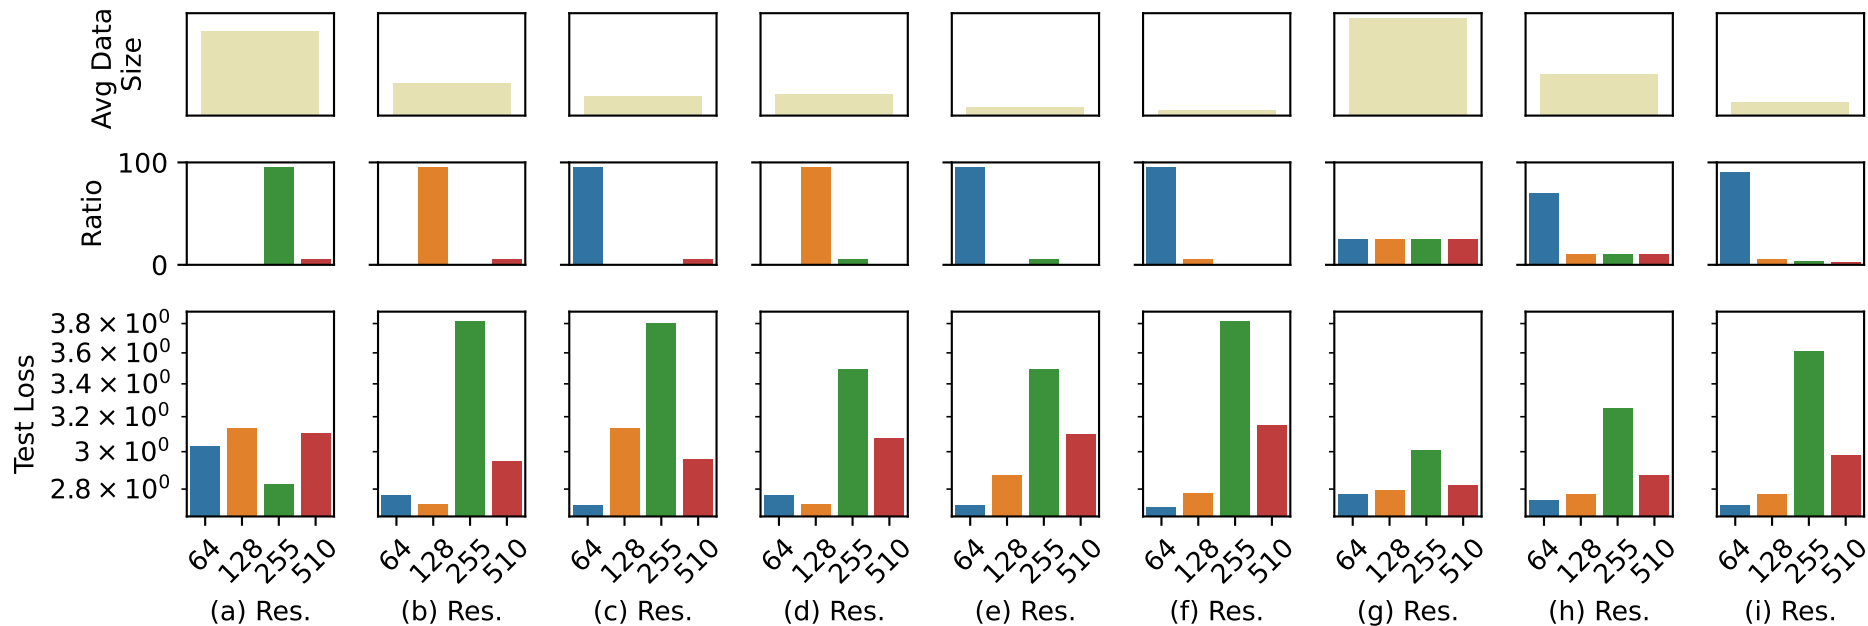 Avg Data
Size
100
0
Ratio
3.8 × 10⁰
3.6 × 10⁰
3.4 × 10⁰
3.2 × 10⁰
3 × 10⁰
2.8 × 10⁰
Test Loss
64 128 255 510 64 128 255 510 64 128 255 510 64 128 255 510 64 128 255 510 64 128 255 510 64 128 255 510 64 128 255 510 64 128 255 510
(a) Res. (b) Res. (c) Res. (d) Res. (e) Res. (f) Res. (g) Res. (h) Res. (i) Res.